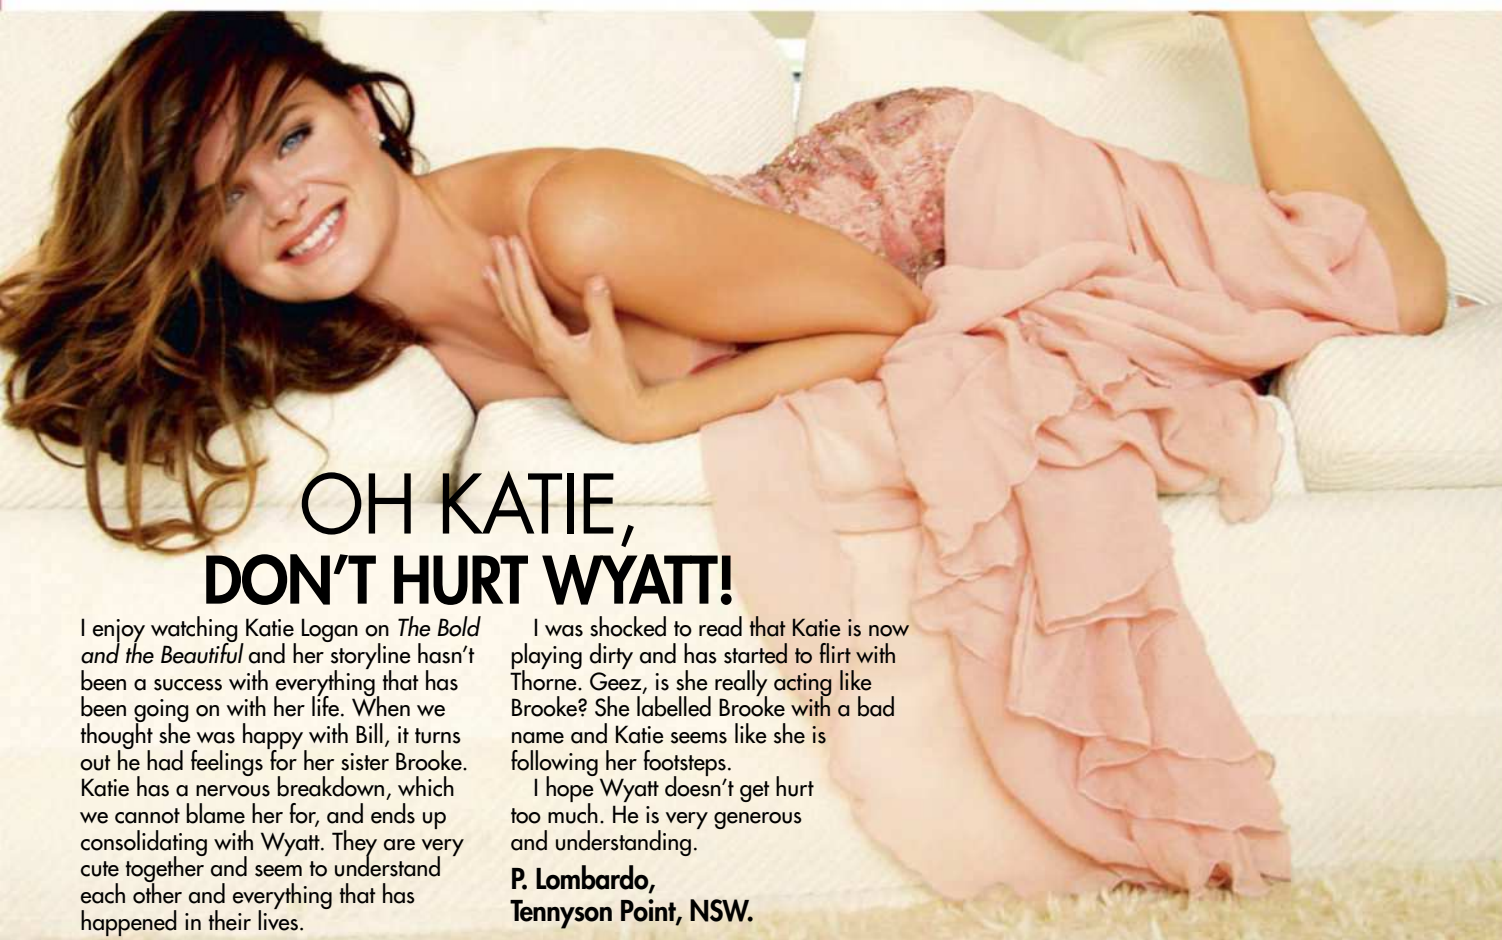 OH KATIE,
DON'T HURT WYATT!
I enjoy watching Katie Logan on The Bold
and the Beautiful and her storyline hasn't
been a success with everything that has
been going on with her life. When we
thought she was happy with Bill, it turns
out he had feelings for her sister Brooke.
Katie has a nervous breakdown, which
we cannot blame her for, and ends up
consolidating with Wyatt. They are very
cute together and seem to understand
each other and everything that has
happened in their lives.
I was shocked to read that Katie is now
playing dirty and has started to flirt with
Thorne. Geez, is she really acting like
Brooke? She labelled Brooke with a bad
name and Katie seems like she is
following her footsteps.
I hope Wyatt doesn't get hurt
too much. He is very generous
and understanding.
P. Lombardo,
Tennyson Point, NSW.